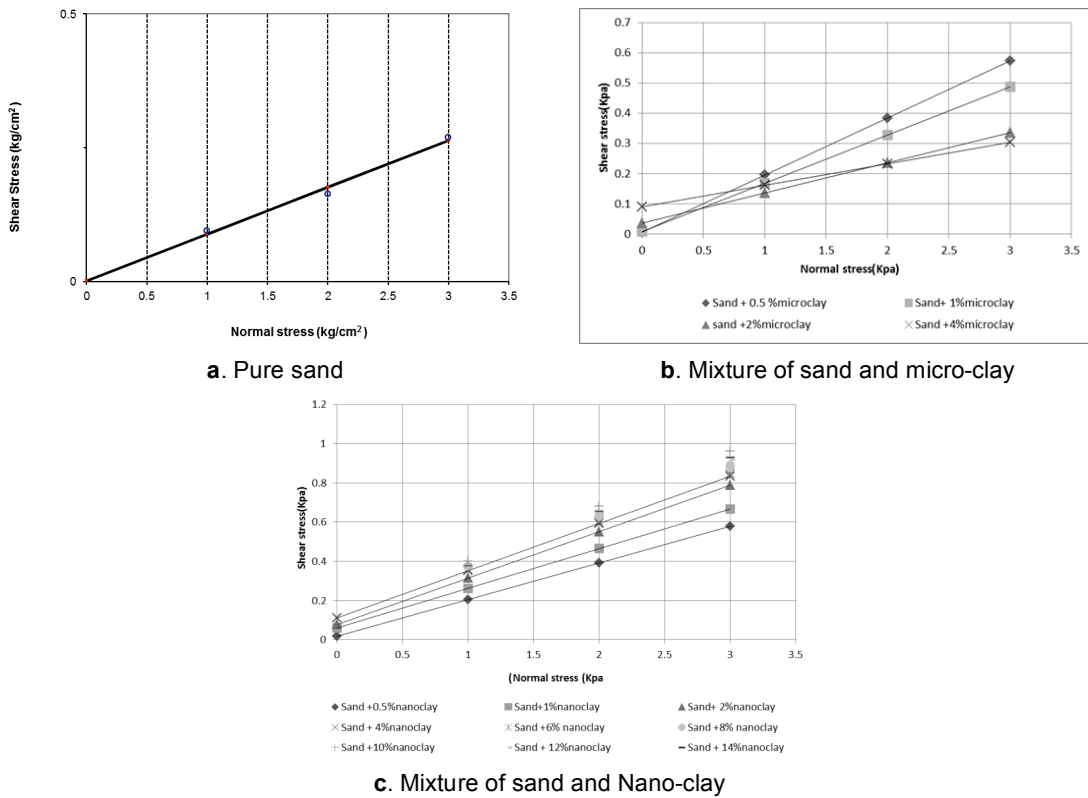 0.5
0
Shear Stress (kg/cm²)
0 0.5 1 1.5 2 2.5 3 3.5
Normal stress (kg/cm²)
a. Pure sand
0.7
0.6
0.5
0.4
0.3
0.2
0.1
0
Shear stress(Kpa)
0 0.5 1 1.5 2 2.5 3 3.5
Normal stress(Kpa)
Sand + 0.5 %microclay Sand+ 1%microclay
sand +2%microclay Sand +4%microclay
b. Mixture of sand and micro-clay
1.2
1
0.8
0.6
0.4
0.2
0
Shear stress(Kpa)
0 0.5 1 1.5 2 2.5 3 3.5
(Normal stress (Kpa
Sand +0.5%nanoclay Sand+1%nanoclay Sand+ 2%nanoclay
Sand + 4%nanoclay Sand +6% nanoclay Sand +8% nanoclay
Sand +10%nanoclay Sand + 12%nanoclay Sand + 14%nanoclay
c. Mixture of sand and Nano-clay